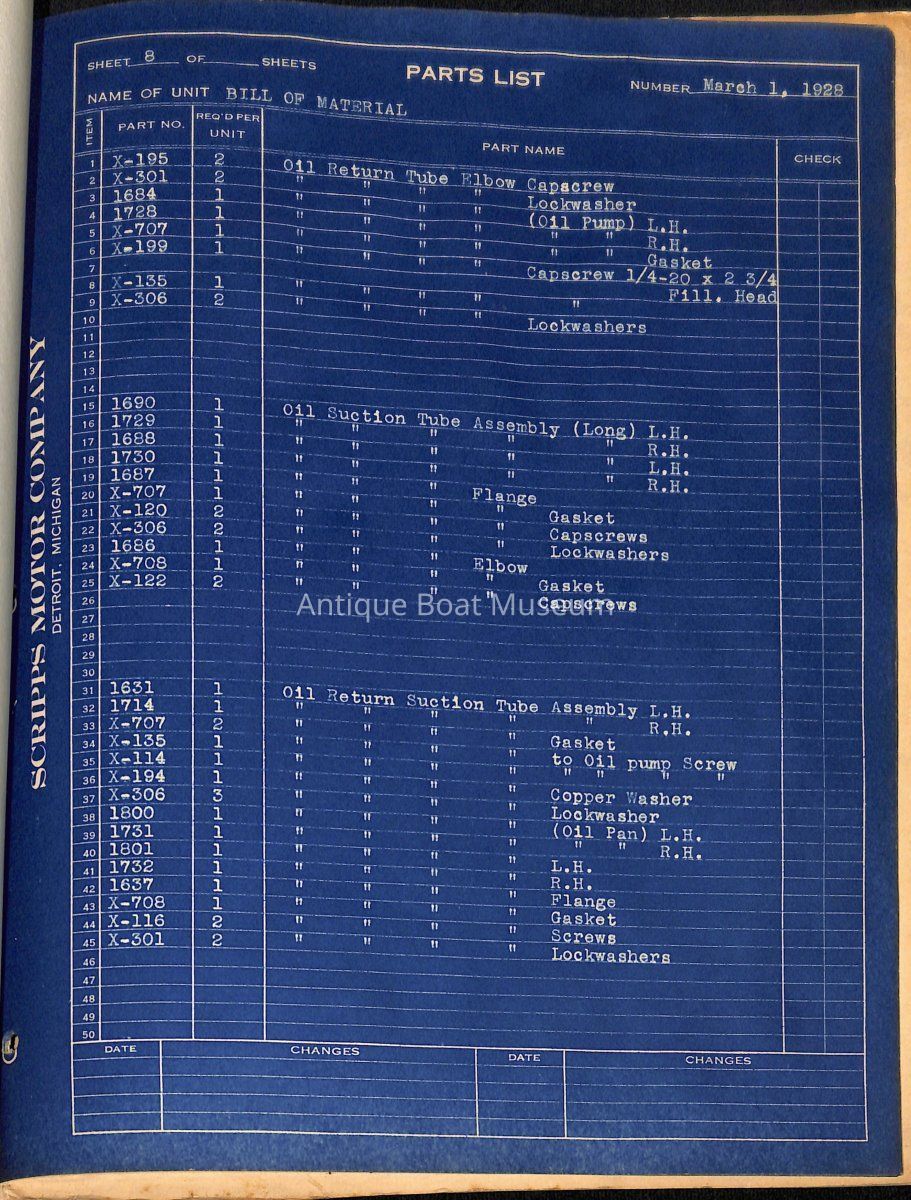 SHEET 8 OF SHEETS
PARTS LIST
NUMBER March 1, 1928
NAME OF UNIT BILL OF MATERIAL
ITEM PART NO. REQ'D PER UNIT PART NAME CHECK
1 X-195 2 Oil Return Tube Elbow Capscrew
2 X-301 2 " " " " Lockwasher
3 1684 1 " " " " (Oil Pump) L.H.
4 1728 1 " " " " " " R.H.
5 X-707 1 " " " " Gasket
6 X-199 1 " " " " Capscrew 1/4-20 x 2 3/4
7 Fill. Head
8 X-135 1 " " " " "
9 X-306 2 " " " " Lockwashers
10
11
12
13
14
15 1690 1 Oil Suction Tube Assembly (Long) L.H.
16 1729 1 " " " " " R.H.
17 1688 1 " " " " L.H.
18 1730 1 " " " " " R.H.
19 1687 1 " " " Flange
20 X-707 1 " " " " Gasket
21 X-120 2 " " " " Capscrews
22 X-306 2 " " " " Lockwashers
23 1686 1 " " " Elbow
24 X-708 1 " " " " Gasket
25 X-122 2 " " " " Capscrews
26
27
28
29
30
31 1631 1 Oil Return Suction Tube Assembly L.H.
32 1714 1 " " " " " R.H.
33 X-707 2 " " " " Gasket
34 X-135 1 " " " " to Oil pump Screw
35 X-114 1 " " " " " " " "
36 X-194 1 " " " " Copper Washer
37 X-306 3 " " " " Lockwasher
38 1800 1 " " " " (Oil Pan) L.H.
39 1731 1 " " " " " " R.H.
40 1801 1 " " " " L.H.
41 1732 1 " " " " R.H.
42 1637 1 " " " " Flange
43 X-708 1 " " " " Gasket
44 X-116 2 " " " " Screws
45 X-301 2 " " " " Lockwashers
46
47
48
49
50
DATE CHANGES DATE CHANGES
SCRIPPS MOTOR COMPANY
DETROIT, MICHIGAN
Antique Boat Museum